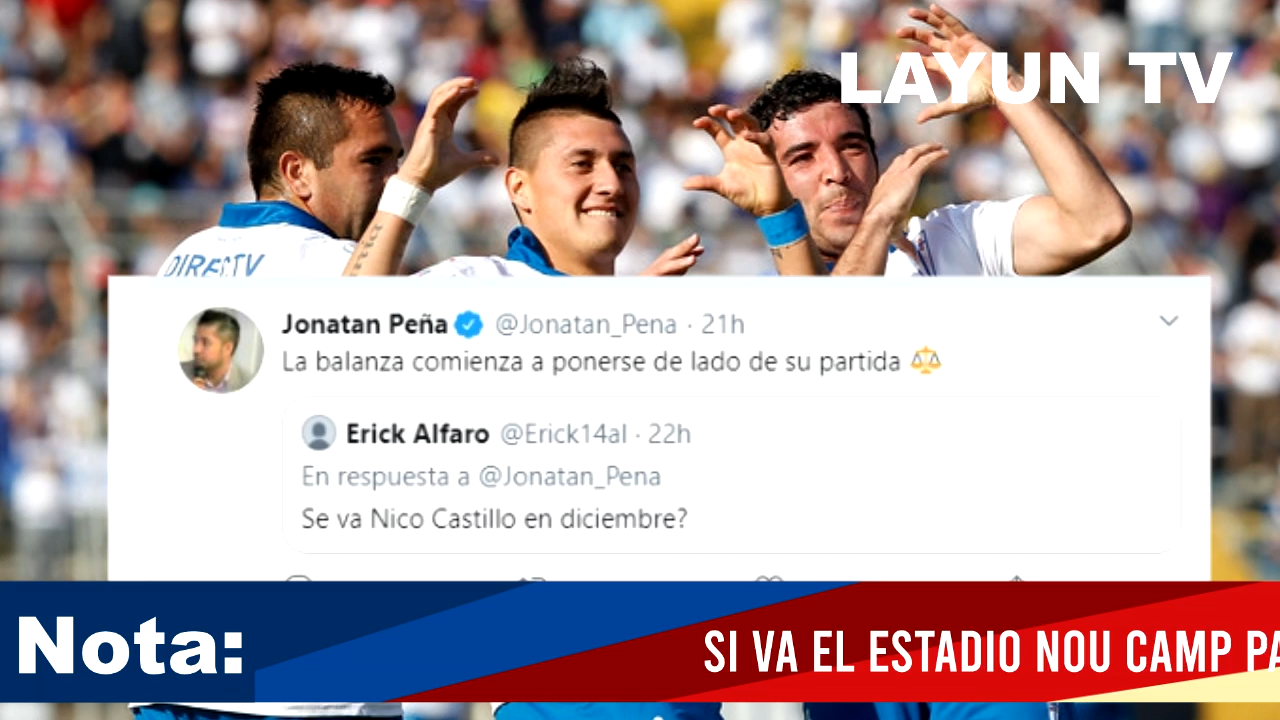 LAYUN TV
DIRECTV
Jonatan Peña @Jonatan_Pena · 21h
La balanza comienza a ponerse de lado de su partida
Erick Alfaro @Erick14al · 22h
En respuesta a @Jonatan_Pena
Se va Nico Castillo en diciembre?
Nota:
SI VA EL ESTADIO NOU CAMP PA